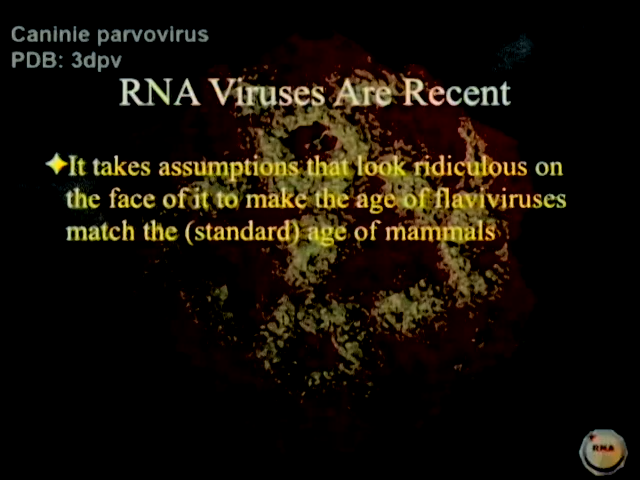 Caninie parvovirus
PDB: 3dpv
RNA Viruses Are Recent
It takes assumptions that look ridiculous on
the face of it to make the age of flaviviruses
match the (standard) age of mammals
RNA